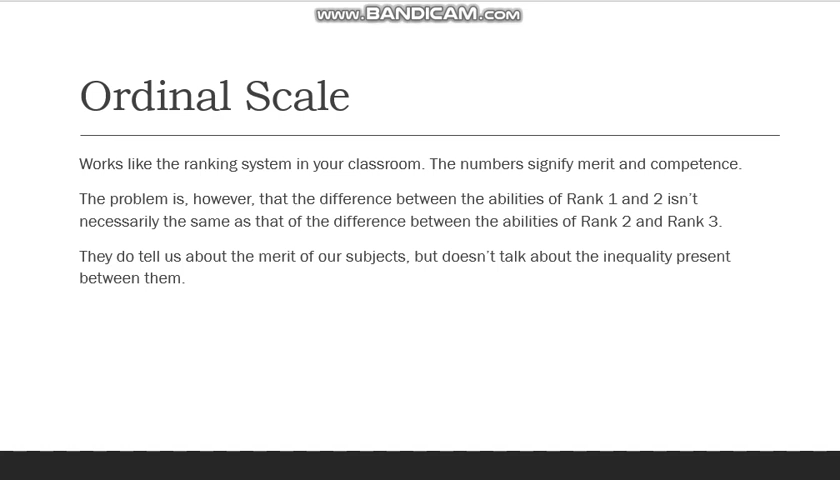 www.BANDICAM.com
Ordinal Scale
Works like the ranking system in your classroom. The numbers signify merit and competence.
The problem is, however, that the difference between the abilities of Rank 1 and 2 isn’t
necessarily the same as that of the difference between the abilities of Rank 2 and Rank 3.
They do tell us about the merit of our subjects, but doesn’t talk about the inequality present
between them.